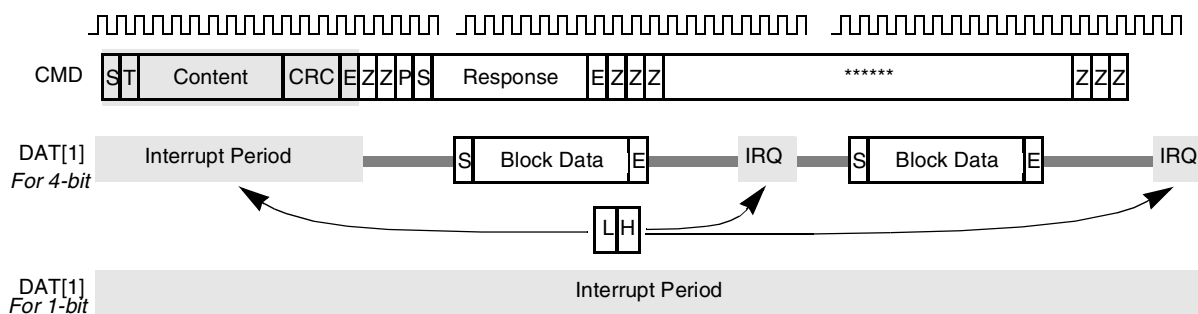 CMD S T Content CRC E Z Z P S Response E Z Z Z ****** Z Z Z
DAT[1] Interrupt Period S Block Data E IRQ S Block Data E IRQ
For 4-bit
L H
DAT[1] Interrupt Period
For 1-bit